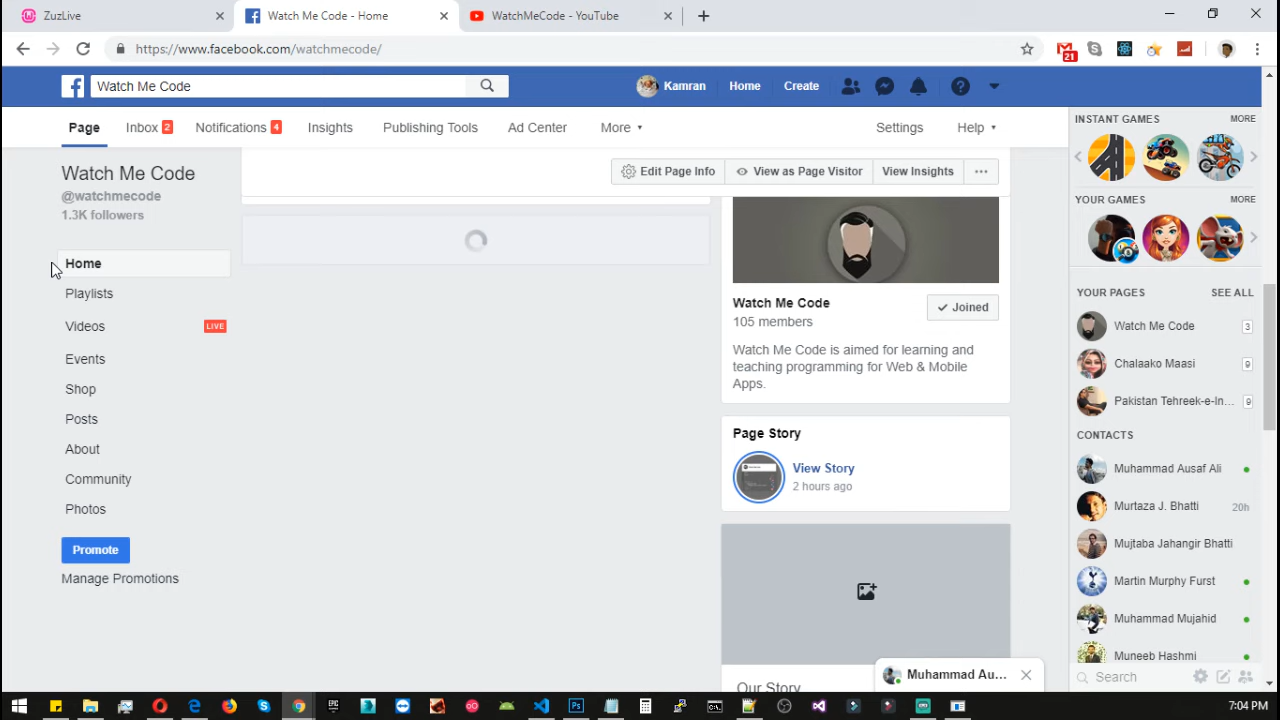 ZuzLive
Watch Me Code - Home
WatchMeCode - YouTube
https://www.facebook.com/watchmecode/
21
Watch Me Code
Kamran
Home
Create
Page
Inbox 2
Notifications 4
Insights
Publishing Tools
Ad Center
More
Settings
Help
Watch Me Code
@watchmecode
1.3K followers
Edit Page Info
View as Page Visitor
View Insights
Home
Playlists
Videos
LIVE
Events
Shop
Posts
About
Community
Photos
Promote
Manage Promotions
Watch Me Code
105 members
Joined
Watch Me Code is aimed for learning and
teaching programming for Web & Mobile
Apps.
Page Story
View Story
2 hours ago
Our Story
INSTANT GAMES
MORE
YOUR GAMES
MORE
YOUR PAGES
SEE ALL
Watch Me Code 3
Chalaako Maasi 9
Pakistan Tehreek-e-In... 9
CONTACTS
Muhammad Ausaf Ali
Murtaza J. Bhatti 20h
Mujtaba Jahangir Bhatti
Martin Murphy Furst
Muhammad Mujahid
Muneeb Hashmi
Muhammad Au...
Search
7:04 PM